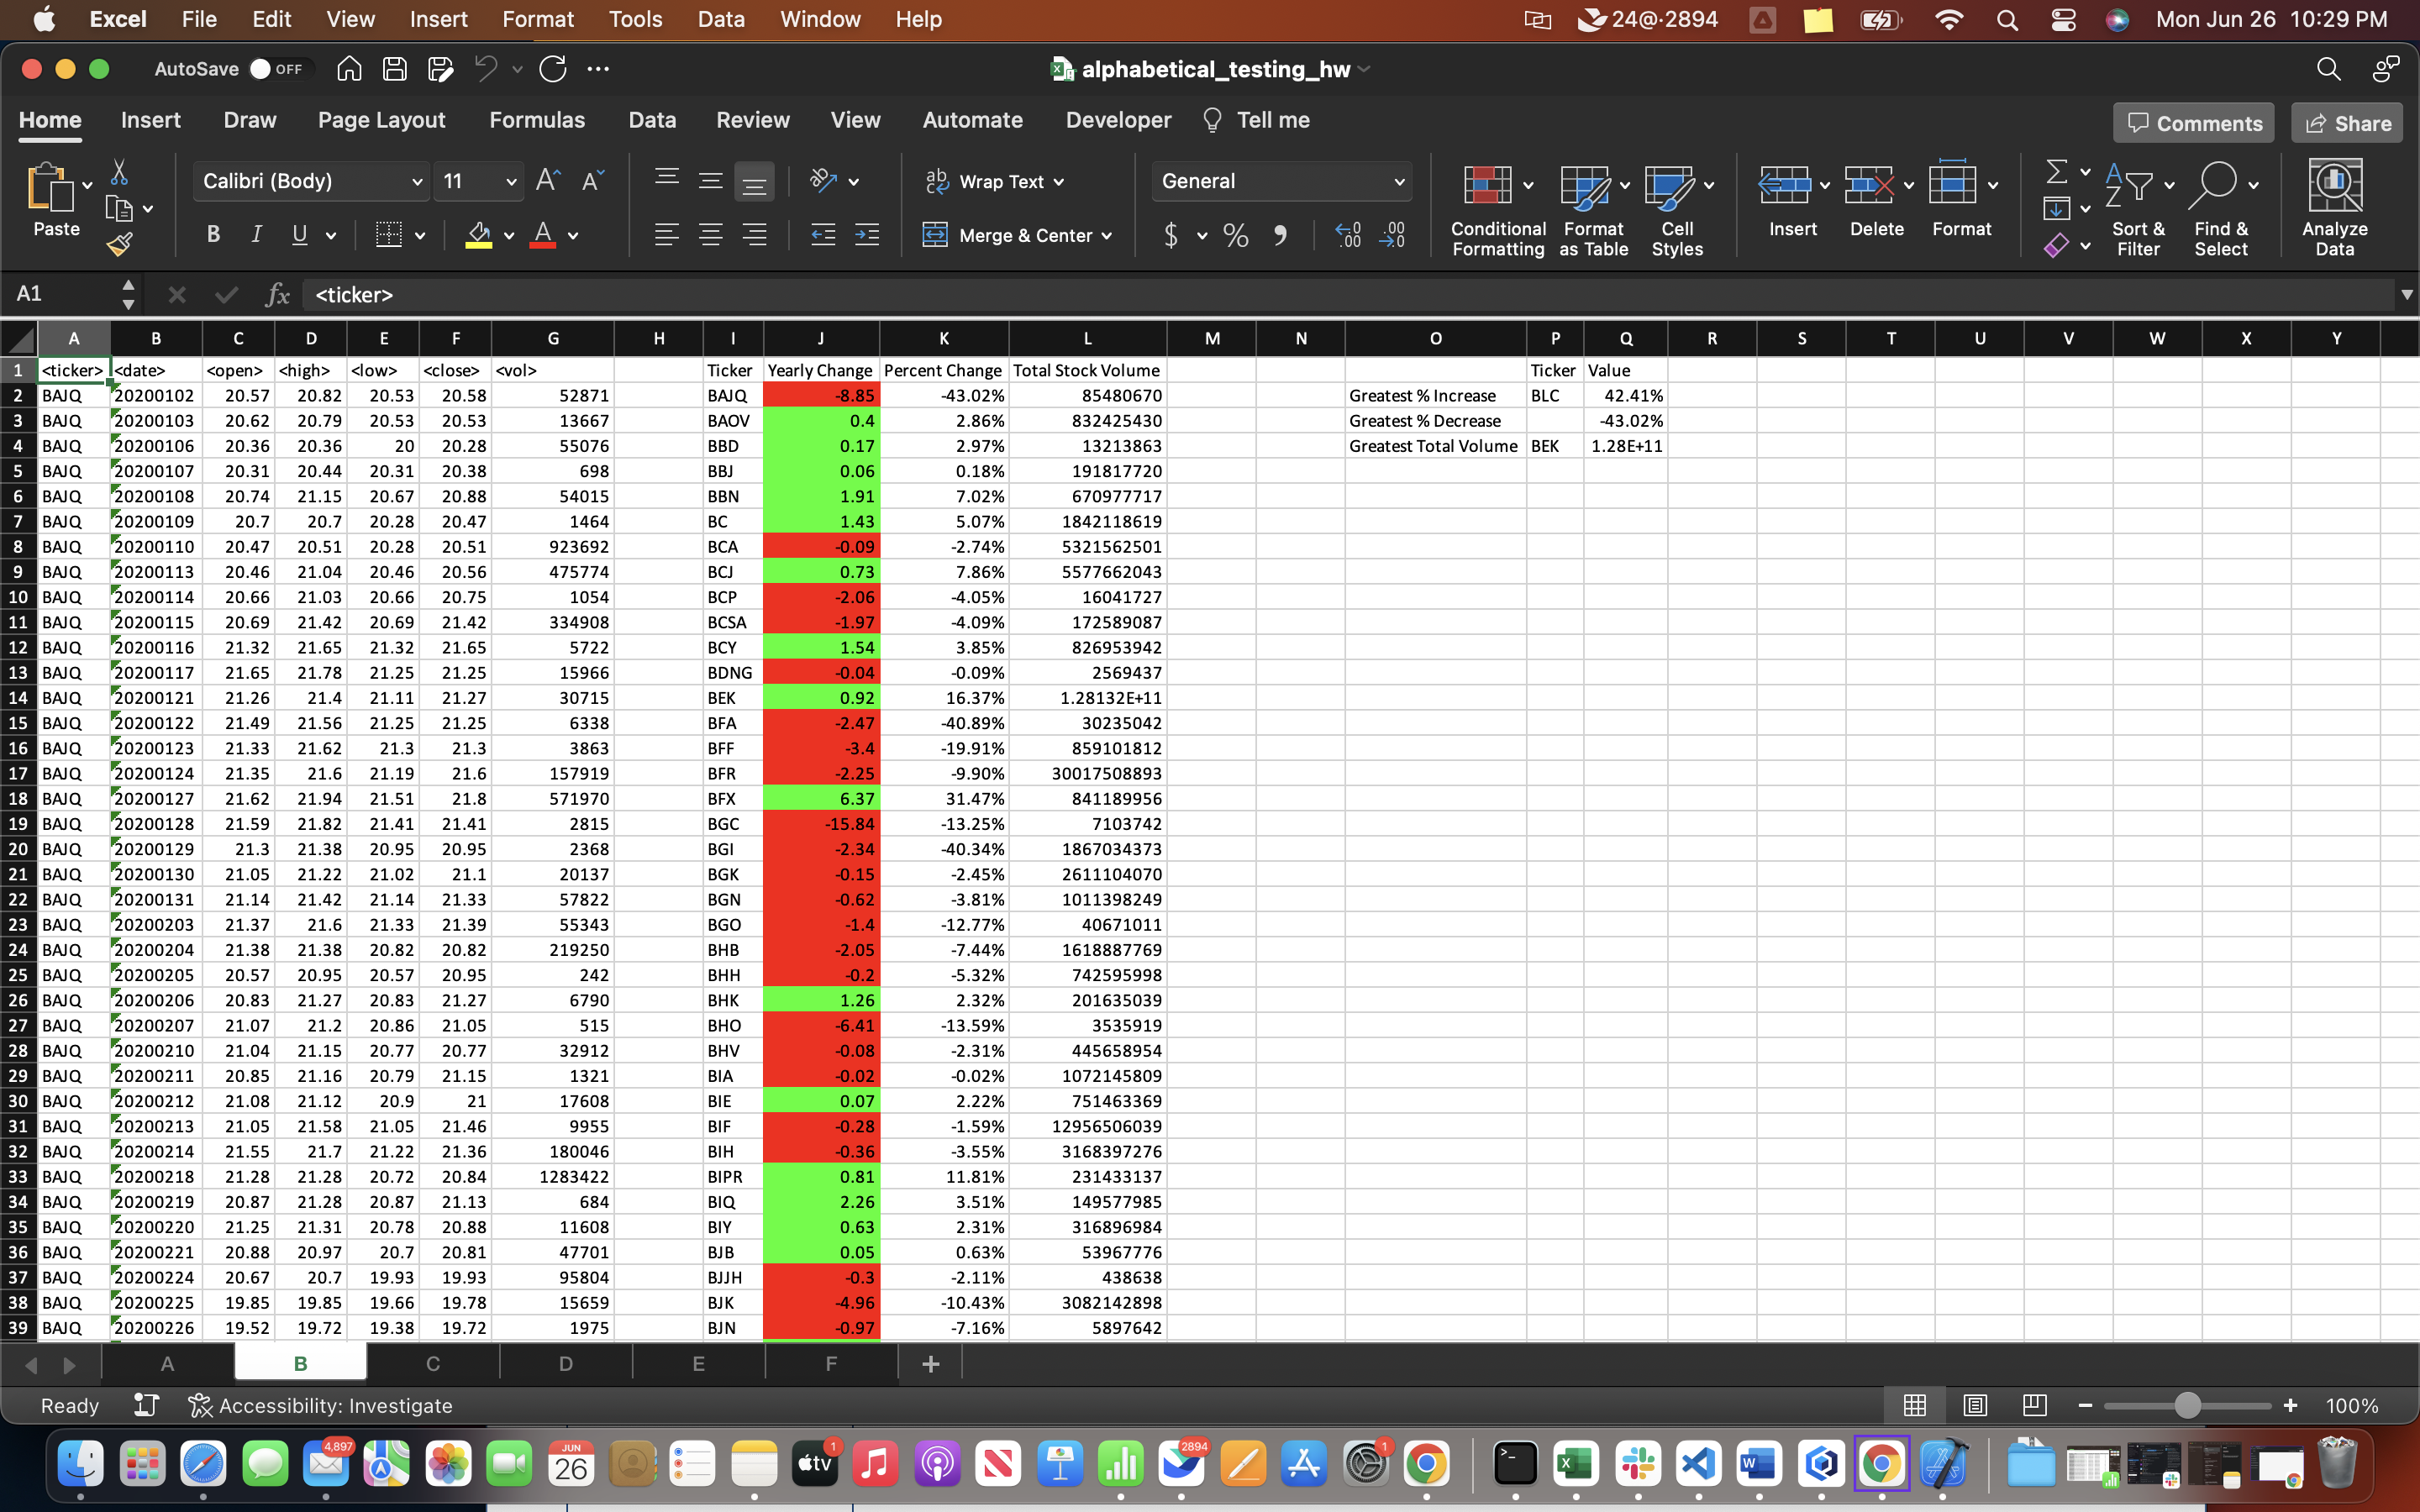 Excel File Edit View Insert Format Tools Data Window Help 24@·2894 Mon Jun 26 10:29 PM
AutoSave OFF alphabetical_testing_hw
Home Insert Draw Page Layout Formulas Data Review View Automate Developer Tell me Comments Share
Calibri (Body) 11 Wrap Text General
Paste Merge & Center Conditional Formatting Format as Table Cell Styles Insert Delete Format Sort & Filter Find & Select Analyze Data
A1 fx <ticker>
A B C D E F G H I J K L M N O P Q R S T U V W X Y
1 <ticker> <date> <open> <high> <low> <close> <vol> Ticker Yearly Change Percent Change Total Stock Volume Ticker Value
2 BAJQ 20200102 20.57 20.82 20.53 20.58 52871 BAJQ -8.85 -43.02% 85480670 Greatest % Increase BLC 42.41%
3 BAJQ 20200103 20.62 20.79 20.53 20.53 13667 BAOV 0.4 2.86% 832425430 Greatest % Decrease -43.02%
4 BAJQ 20200106 20.36 20.36 20 20.28 55076 BBD 0.17 2.97% 13213863 Greatest Total Volume BEK 1.28E+11
5 BAJQ 20200107 20.31 20.44 20.31 20.38 698 BBJ 0.06 0.18% 191817720
6 BAJQ 20200108 20.74 21.15 20.67 20.88 54015 BBN 1.91 7.02% 670977717
7 BAJQ 20200109 20.7 20.7 20.28 20.47 1464 BC 1.43 5.07% 1842118619
8 BAJQ 20200110 20.47 20.51 20.28 20.51 923692 BCA -0.09 -2.74% 5321562501
9 BAJQ 20200113 20.46 21.04 20.46 20.56 475774 BCJ 0.73 7.86% 5577662043
10 BAJQ 20200114 20.66 21.03 20.66 20.75 1054 BCP -2.06 -4.05% 16041727
11 BAJQ 20200115 20.69 21.42 20.69 21.42 334908 BCSA -1.97 -4.09% 172589087
12 BAJQ 20200116 21.32 21.65 21.32 21.65 5722 BCY 1.54 3.85% 826953942
13 BAJQ 20200117 21.65 21.78 21.25 21.25 15966 BDNG -0.04 -0.09% 2569437
14 BAJQ 20200121 21.26 21.4 21.11 21.27 30715 BEK 0.92 16.37% 1.28132E+11
15 BAJQ 20200122 21.49 21.56 21.25 21.25 6338 BFA -2.47 -40.89% 30235042
16 BAJQ 20200123 21.33 21.62 21.3 21.3 3863 BFF -3.4 -19.91% 859101812
17 BAJQ 20200124 21.35 21.6 21.19 21.6 157919 BFR -2.25 -9.90% 30017508893
18 BAJQ 20200127 21.62 21.94 21.51 21.8 571970 BFX 6.37 31.47% 841189956
19 BAJQ 20200128 21.59 21.82 21.41 21.41 2815 BGC -15.84 -13.25% 7103742
20 BAJQ 20200129 21.3 21.38 20.95 20.95 2368 BGI -2.34 -40.34% 1867034373
21 BAJQ 20200130 21.05 21.22 21.02 21.1 20137 BGK -0.15 -2.45% 2611104070
22 BAJQ 20200131 21.14 21.42 21.14 21.33 57822 BGN -0.62 -3.81% 1011398249
23 BAJQ 20200203 21.37 21.6 21.33 21.39 55343 BGO -1.4 -12.77% 40671011
24 BAJQ 20200204 21.38 21.38 20.82 20.82 219250 BHB -2.05 -7.44% 1618887769
25 BAJQ 20200205 20.57 20.95 20.57 20.95 242 BHH -0.2 -5.32% 742595998
26 BAJQ 20200206 20.83 21.27 20.83 21.27 6790 BHK 1.26 2.32% 201635039
27 BAJQ 20200207 21.07 21.2 20.86 21.05 515 BHO -6.41 -13.59% 3535919
28 BAJQ 20200210 21.04 21.15 20.77 20.77 32912 BHV -0.08 -2.31% 445658954
29 BAJQ 20200211 20.85 21.16 20.79 21.15 1321 BIA -0.02 -0.02% 1072145809
30 BAJQ 20200212 21.08 21.12 20.9 21 17608 BIE 0.07 2.22% 751463369
31 BAJQ 20200213 21.05 21.58 21.05 21.46 9955 BIF -0.28 -1.59% 12956506039
32 BAJQ 20200214 21.55 21.7 21.22 21.36 180046 BIH -0.36 -3.55% 3168397276
33 BAJQ 20200218 21.28 21.28 20.72 20.84 1283422 BIPR 0.81 11.81% 231433137
34 BAJQ 20200219 20.87 21.28 20.87 21.13 684 BIQ 2.26 3.51% 149577985
35 BAJQ 20200220 21.25 21.31 20.78 20.88 11608 BIY 0.63 2.31% 316896984
36 BAJQ 20200221 20.88 20.97 20.7 20.81 47701 BJB 0.05 0.63% 53967776
37 BAJQ 20200224 20.67 20.7 19.93 19.93 95804 BJJH -0.3 -2.11% 438638
38 BAJQ 20200225 19.85 19.85 19.66 19.78 15659 BJK -4.96 -10.43% 3082142898
39 BAJQ 20200226 19.52 19.72 19.38 19.72 1975 BJN -0.97 -7.16% 5897642
A B C D E F +
Ready Accessibility: Investigate 100%
4,897 JUN 26 tv 1 2894 1 1